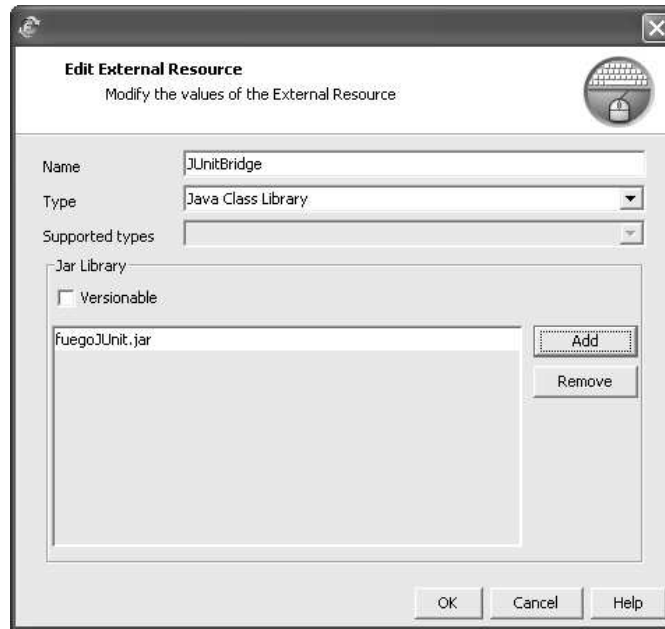 Edit External Resource
Modify the values of the External Resource
Name
JUnitBridge
Type
Java Class Library
Supported types
Jar Library
Versionable
fuegoJUnit.jar
Add
Remove
OK
Cancel
Help